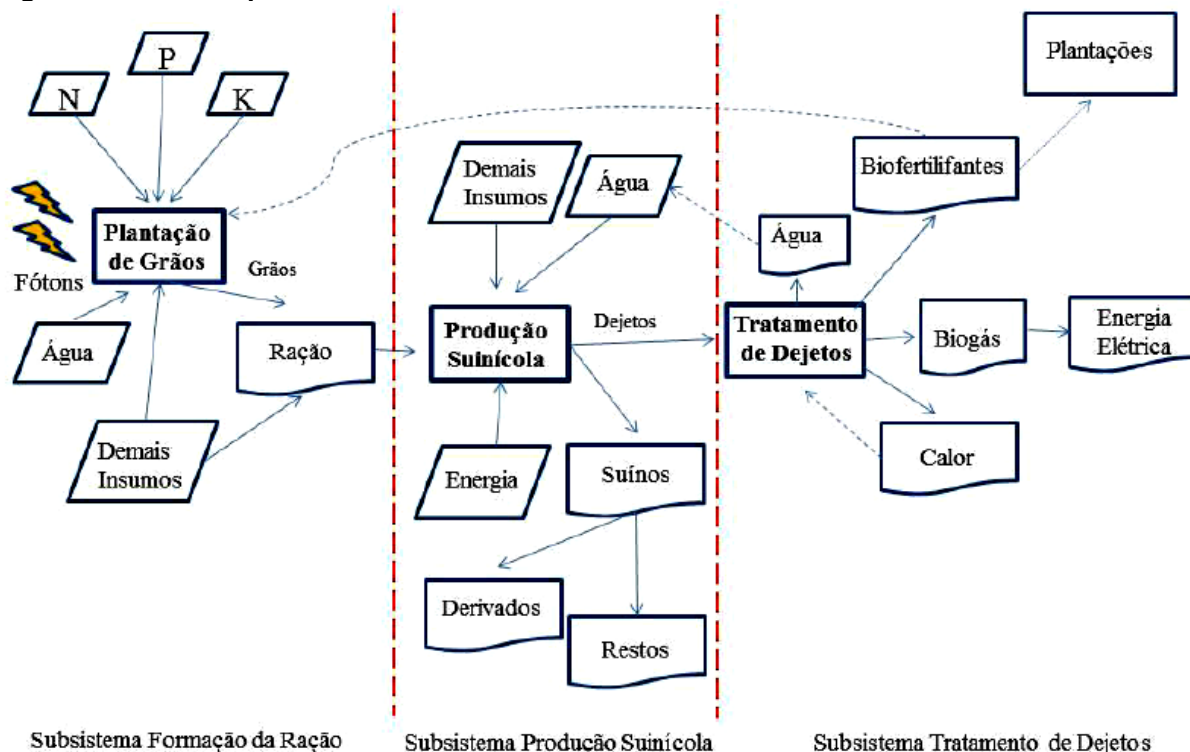 P
N
K
Plantações
Demais
Insumos
Água
Biofertilifantes
Plantação
de Grãos
Fótons
Grãos
Água
Água
Ração
Produção
Suinícola
Dejetos
Tratamento
de Dejetos
Biogás
Energia
Elétrica
Demais
Insumos
Energia
Suínos
Calor
Derivados
Restos
Subsistema Formação da Ração
Subsistema Produção Suinícola
Subsistema Tratamento de Dejetos